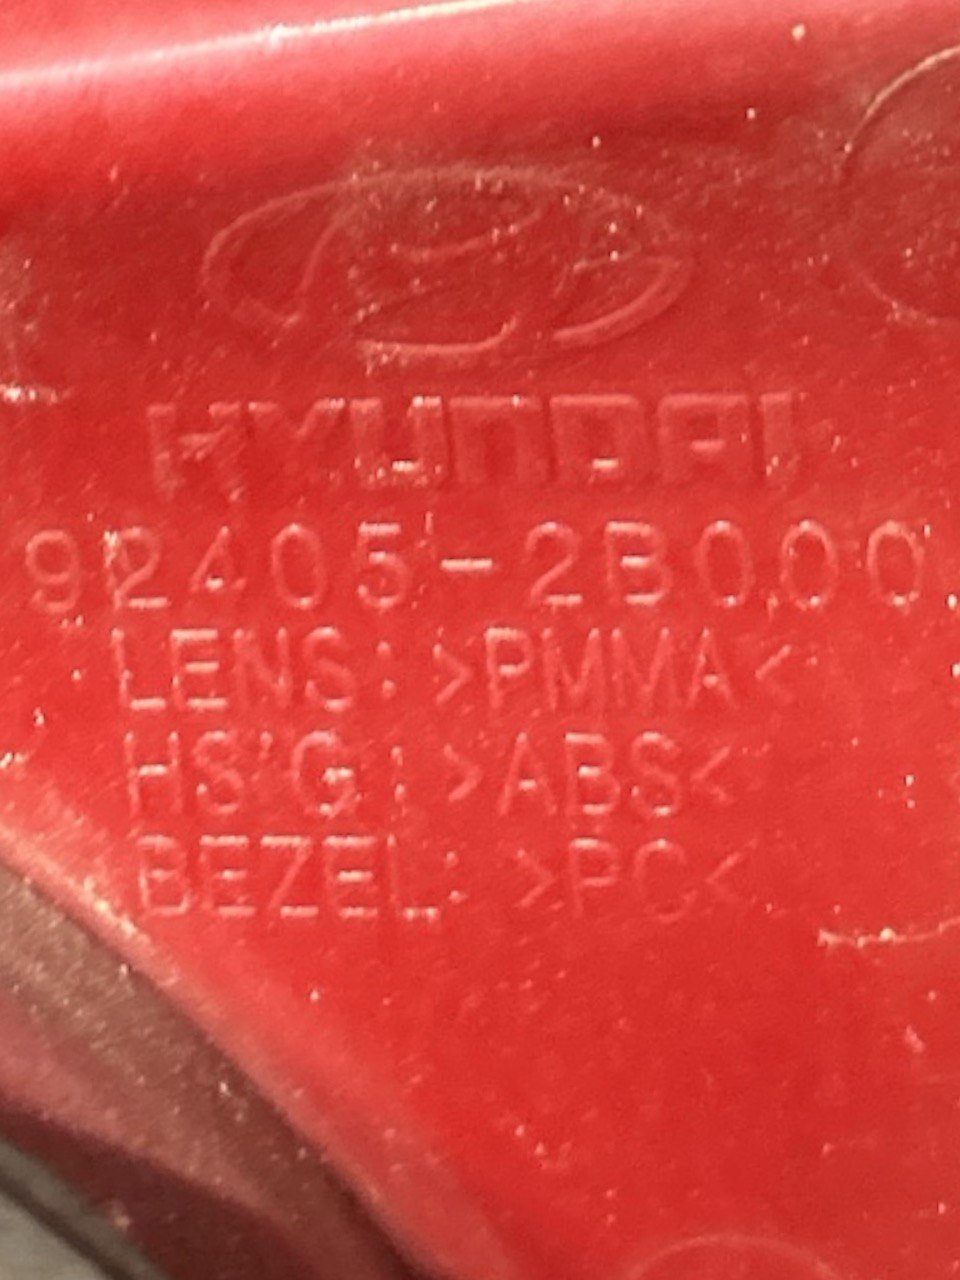 HYUNDAI
92405-2B000
LENS: >PMMA<
HS'G: >ABS<
BEZEL: >PC<